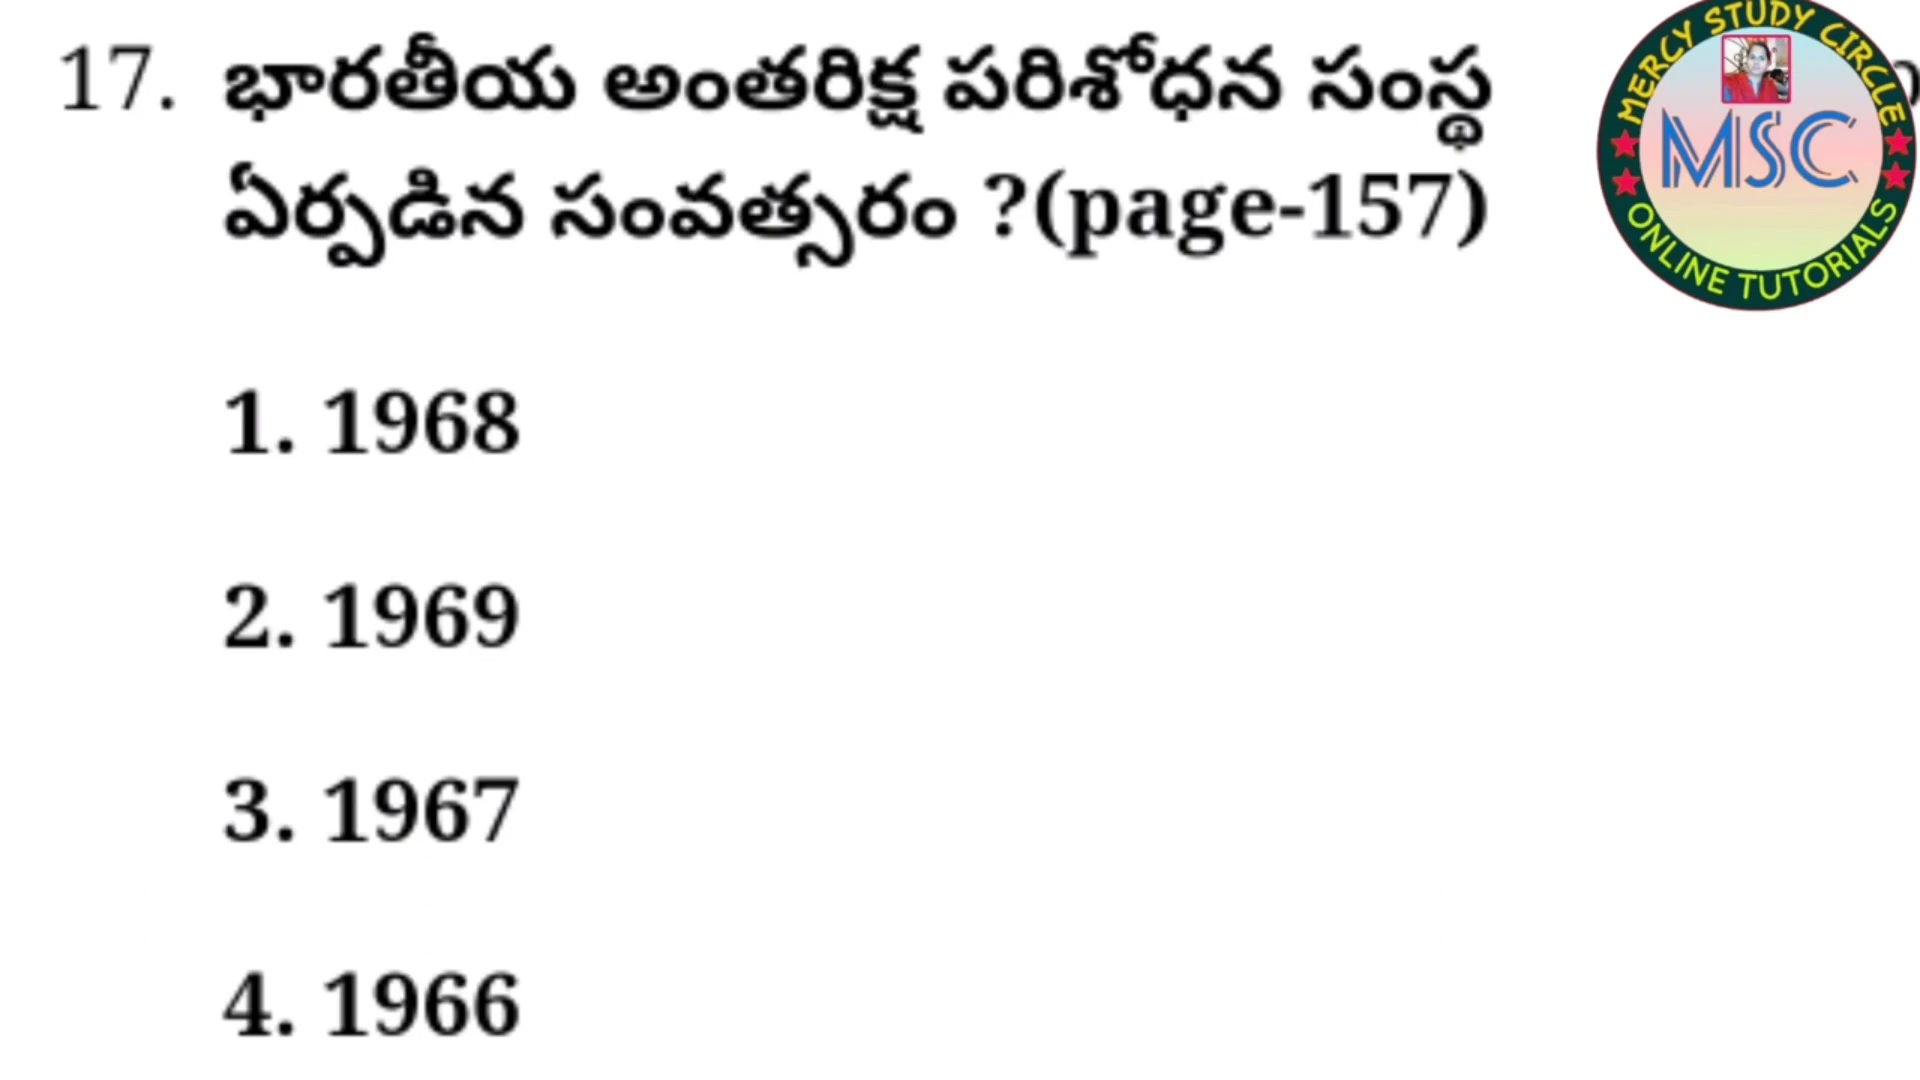 17. భారతీయ అంతరిక్ష పరిశోధన సంస్థ
ఏర్పడిన సంవత్సరం ?(page-157)
1. 1968
2. 1969
3. 1967
4. 1966
MERCY STUDY CIRCLE
MSC
ONLINE TUTORIALS